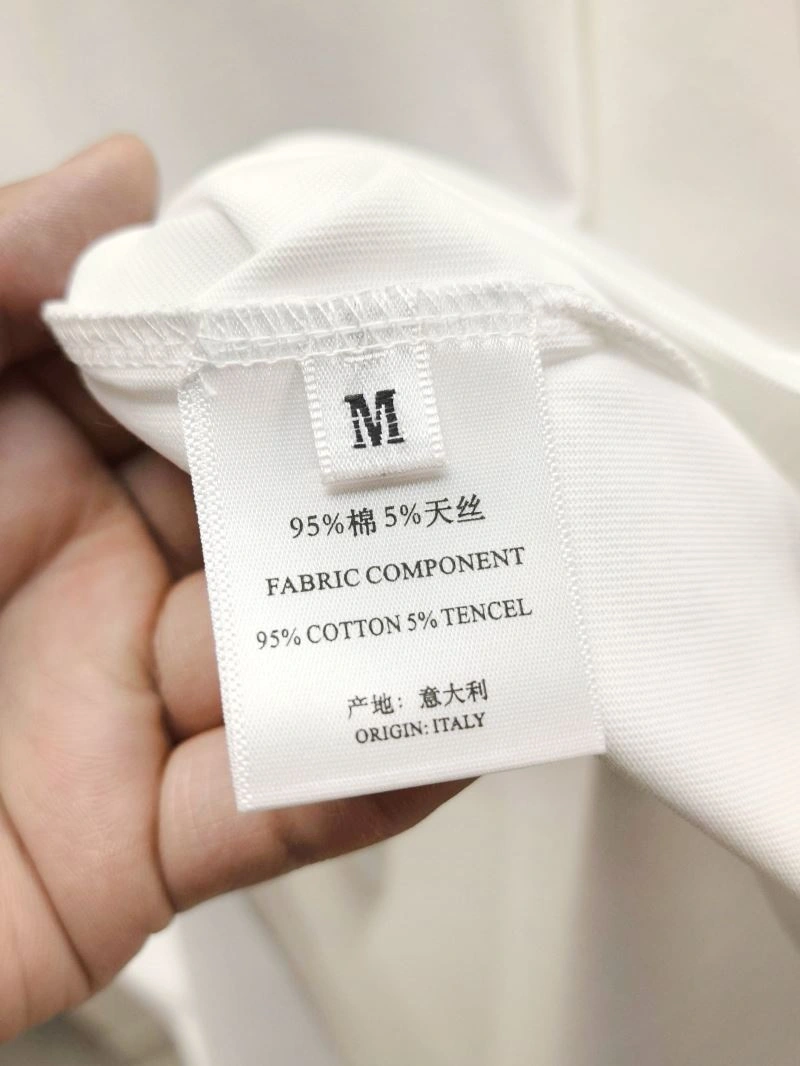 M
95%棉 5%天丝
FABRIC COMPONENT
95% COTTON 5% TENCEL
产地：意大利
ORIGIN: ITALY